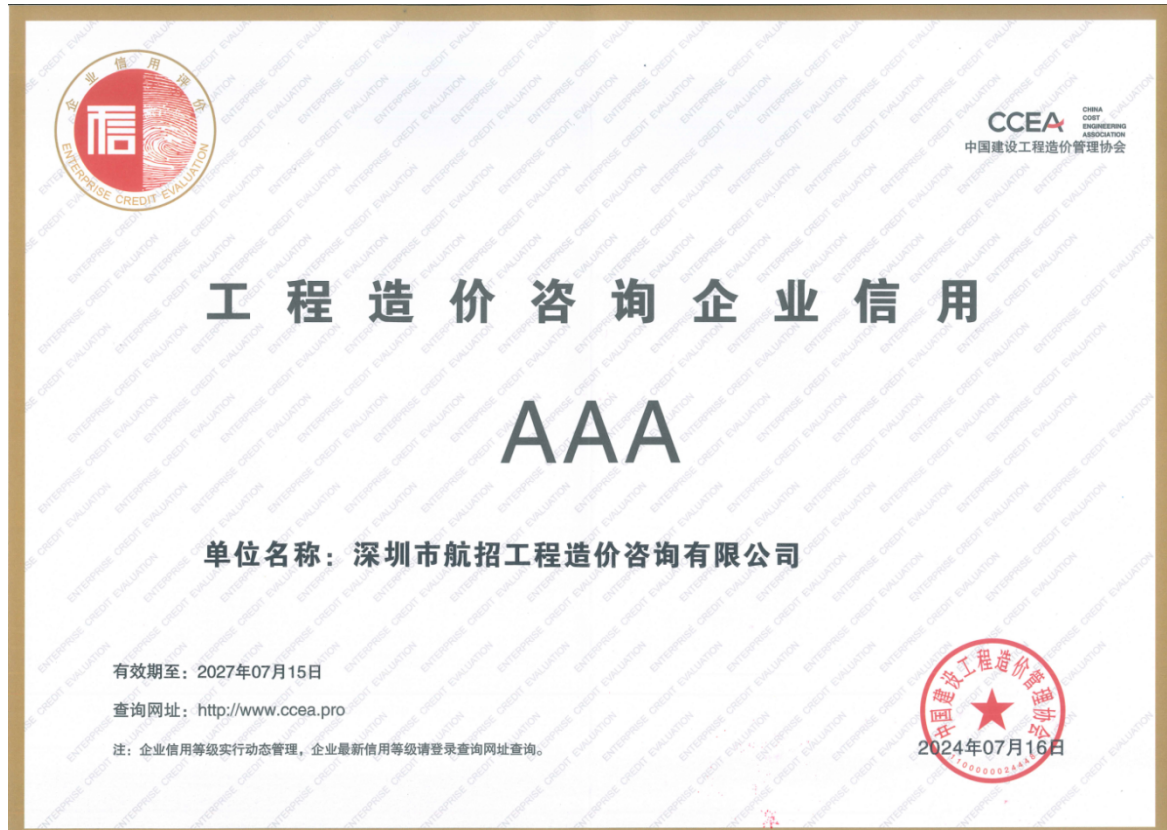 企业信用评价
ENTERPRISE CREDIT EVALUATION
信
CCEA
CHINA
COST
ENGINEERING
ASSOCIATION
中国建设工程造价管理协会
工程造价咨询企业信用
AAA
单位名称：深圳市航招工程造价咨询有限公司
有效期至：2027年07月15日
查询网址：http://www.ccea.pro
注：企业信用等级实行动态管理，企业最新信用等级请登录查询网址查询。
中国建设工程造价管理协会
2024年07月16日